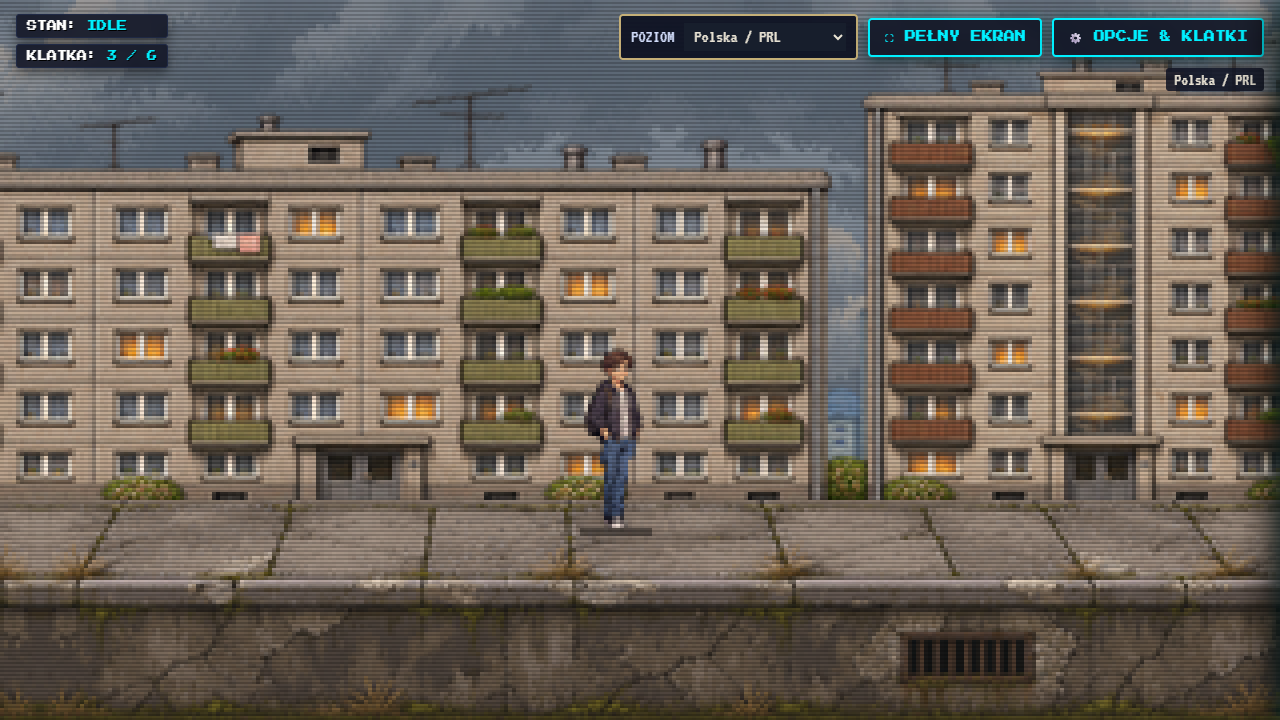 STAN: IDLE
KLATKA: 3 / 6
POZIOM Polska / PRL
PEŁNY EKRAN
OPCJE & KLATKI
Polska / PRL